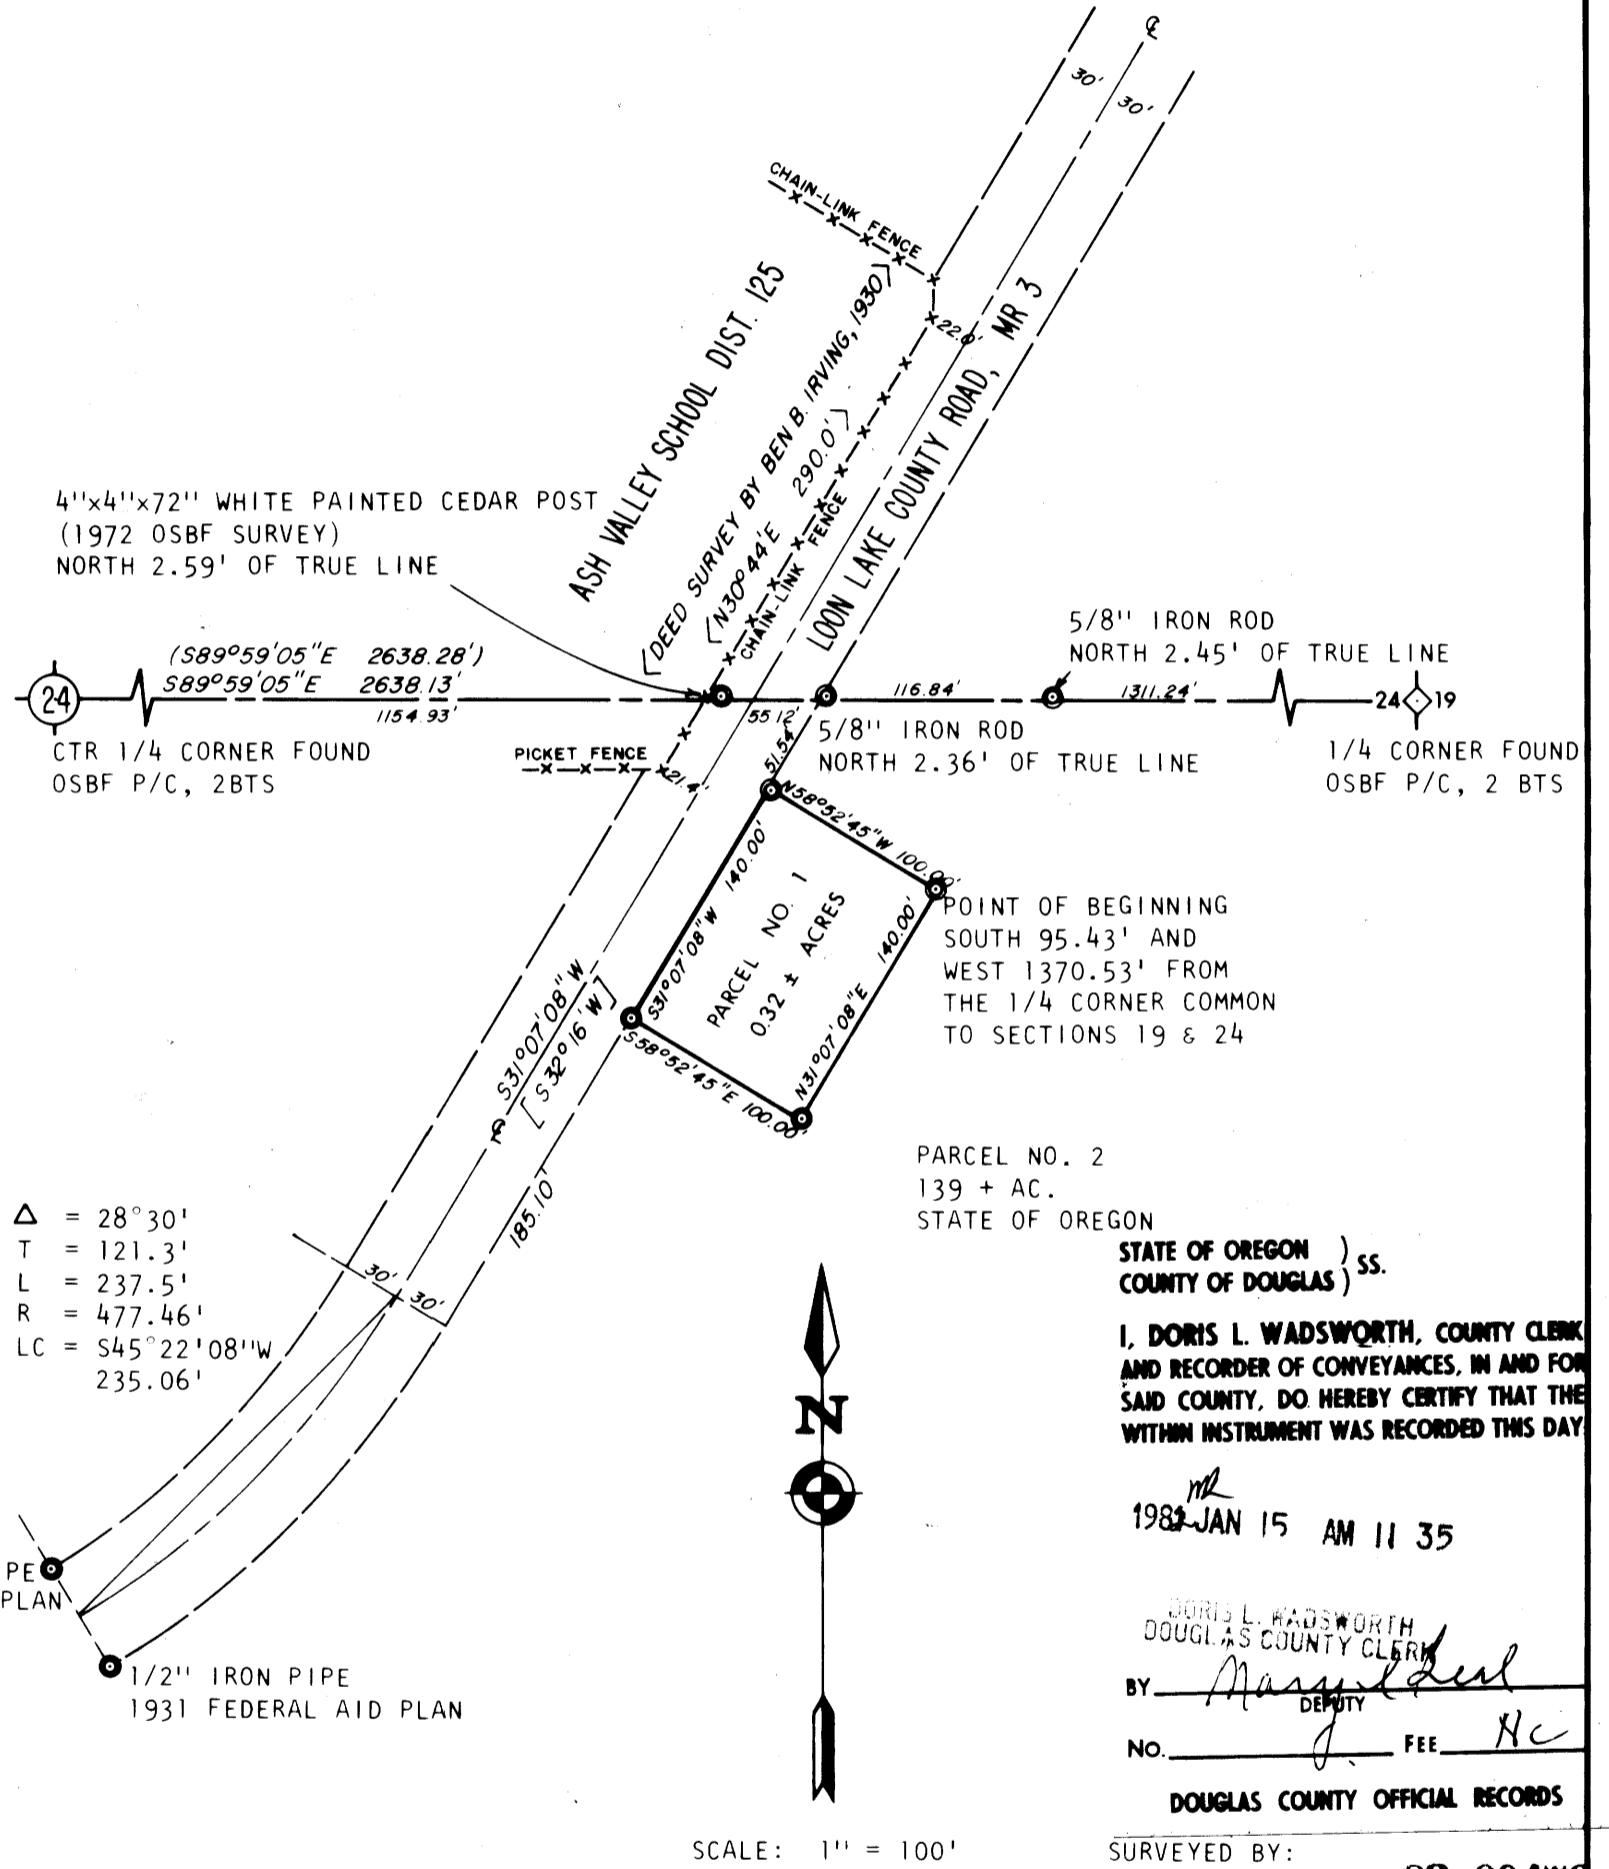 ℄
30'
30'
CHAIN-LINK FENCE
22.0'
ASH VALLEY SCHOOL DIST. 125
(DEED SURVEY BY BEN B. IRVING, 1930)
(N30°44'E 290.0')
CHAIN-LINK FENCE
LOON LAKE COUNTY ROAD, MR 3
4"x4"x72" WHITE PAINTED CEDAR POST
(1972 OSBF SURVEY)
NORTH 2.59' OF TRUE LINE
5/8" IRON ROD
NORTH 2.45' OF TRUE LINE
(S89°59'05"E 2638.28')
S89°59'05"E 2638.13'
24
1154.93'
55.12'
116.84'
1311.24'
24
19
CTR 1/4 CORNER FOUND
OSBF P/C, 2BTS
PICKET FENCE
21.4'
51.54'
5/8" IRON ROD
NORTH 2.36' OF TRUE LINE
1/4 CORNER FOUND
OSBF P/C, 2 BTS
N58°52'45"W 100.00'
S31°07'08"W 140.00'
PARCEL NO. 1
0.32 ± ACRES
N31°07'08"E 140.00'
S58°52'45"E 100.00'
POINT OF BEGINNING
SOUTH 95.43' AND
WEST 1370.53' FROM
THE 1/4 CORNER COMMON
TO SECTIONS 19 & 24
℄ S31°07'08"W
[S32°16'W]
185.10'
PARCEL NO. 2
139 + AC.
STATE OF OREGON
Δ = 28°30'
T = 121.3'
L = 237.5'
R = 477.46'
LC = S45°22'08"W
235.06'
30'
30'
STATE OF OREGON ) SS.
COUNTY OF DOUGLAS )
I, DORIS L. WADSWORTH, COUNTY CLERK
AND RECORDER OF CONVEYANCES, IN AND FOR
SAID COUNTY, DO HEREBY CERTIFY THAT THE
WITHIN INSTRUMENT WAS RECORDED THIS DAY
N
1982 JAN 15 AM 11 35
PE
PLAN
1/2" IRON PIPE
1931 FEDERAL AID PLAN
DORIS L. WADSWORTH
DOUGLAS COUNTY CLERK
BY
DEPUTY
NO. FEE
DOUGLAS COUNTY OFFICIAL RECORDS
SCALE: 1" = 100'
SURVEYED BY: